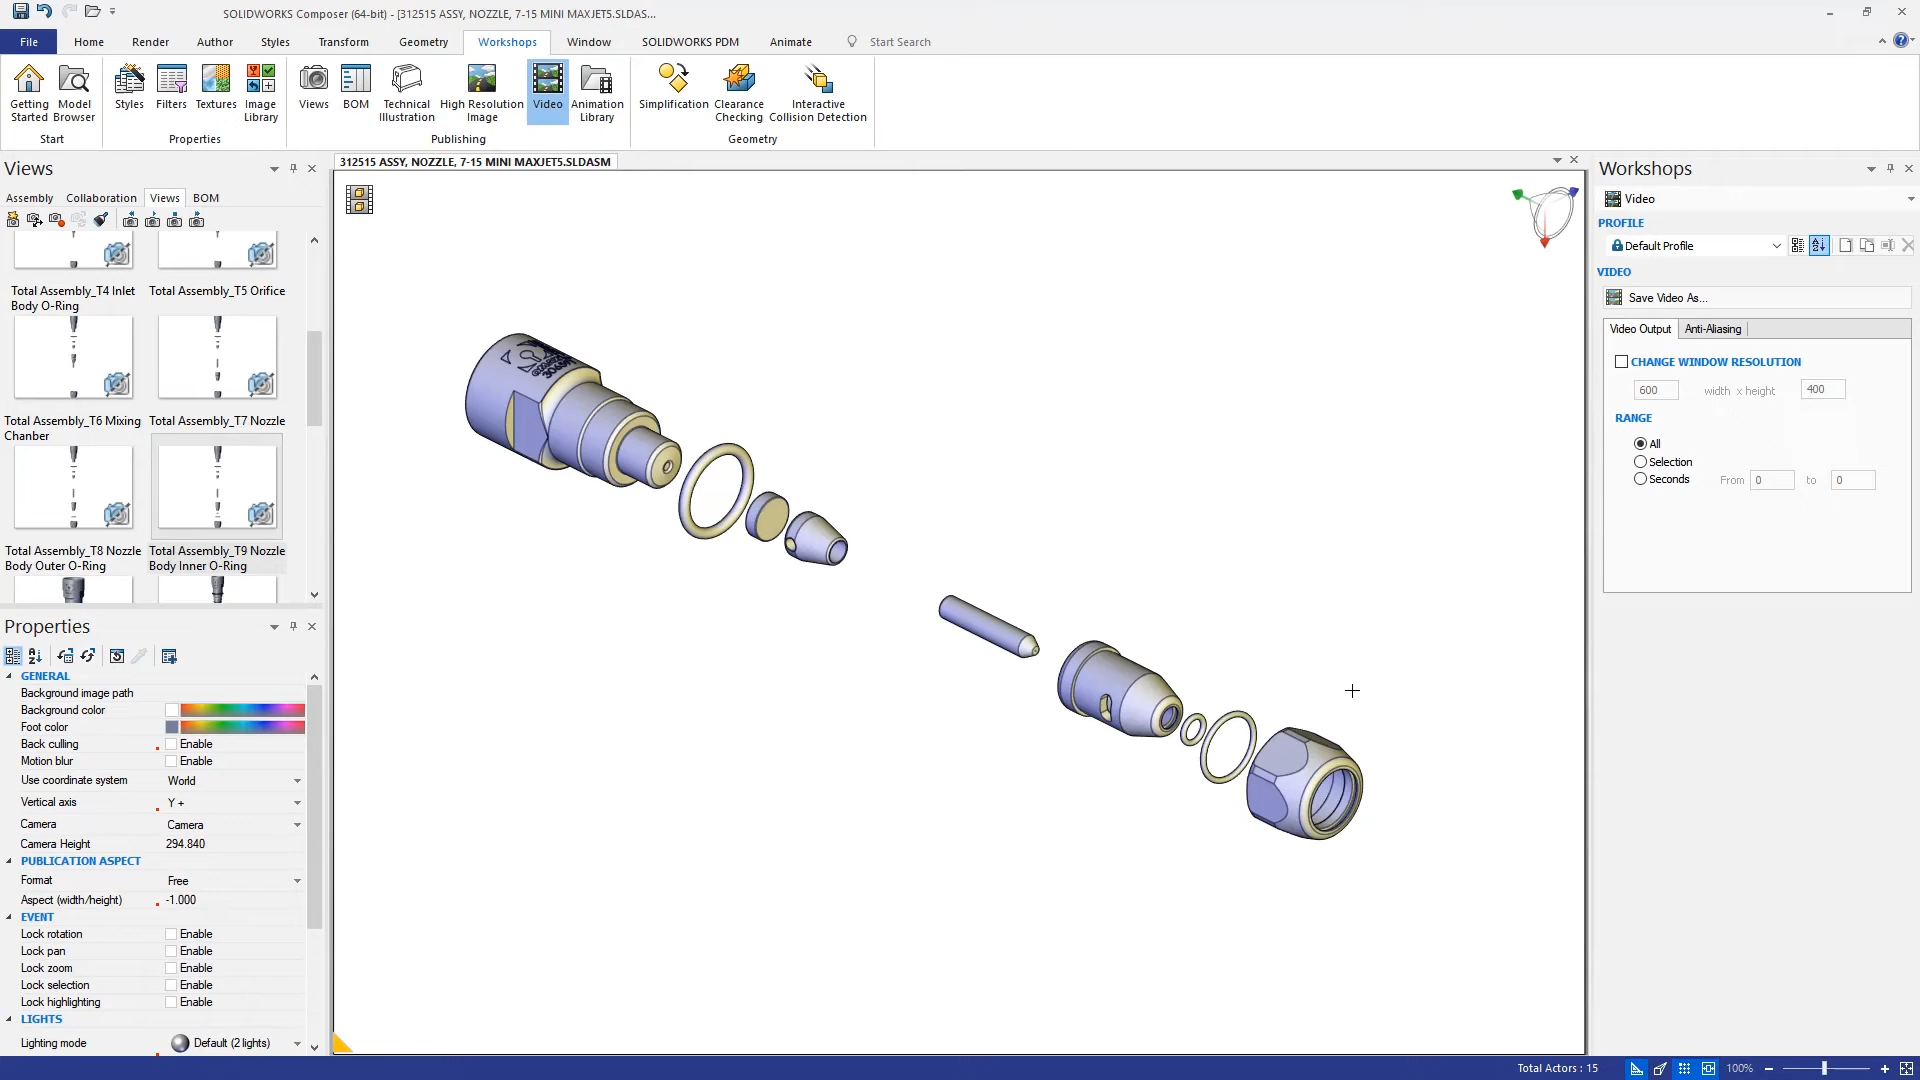 SOLIDWORKS Composer (64-bit) - [312515 ASSY, NOZZLE, 7-15 MINI MAXJET5.SLDAS...
File Home Render Author Styles Transform Geometry Workshops Window SOLIDWORKS PDM Animate Start Search
Getting Started Model Browser Styles Filters Textures Image Library Views BOM Technical Illustration High Resolution Image Video Animation Library Simplification Clearance Checking Interactive Collision Detection
Start Properties Publishing Geometry
Views
Assembly Collaboration Views BOM
Total Assembly_T4 Inlet Body O-Ring
Total Assembly_T5 Orifice
Total Assembly_T6 Mixing Chanber
Total Assembly_T7 Nozzle
Total Assembly_T8 Nozzle Body Outer O-Ring
Total Assembly_T9 Nozzle Body Inner O-Ring
Properties
GENERAL
Background image path
Background color
Foot color
Back culling Enable
Motion blur Enable
Use coordinate system World
Vertical axis Y +
Camera Camera
Camera Height 294.840
PUBLICATION ASPECT
Format Free
Aspect (width/height) -1.000
EVENT
Lock rotation Enable
Lock pan Enable
Lock zoom Enable
Lock selection Enable
Lock highlighting Enable
LIGHTS
Lighting mode Default (2 lights)
312515 ASSY, NOZZLE, 7-15 MINI MAXJET5.SLDASM
Workshops
Video
PROFILE
Default Profile
VIDEO
Save Video As...
Video Output Anti-Aliasing
CHANGE WINDOW RESOLUTION
600 width x height 400
RANGE
All
Selection
Seconds From 0 to 0
Total Actors : 15 100%